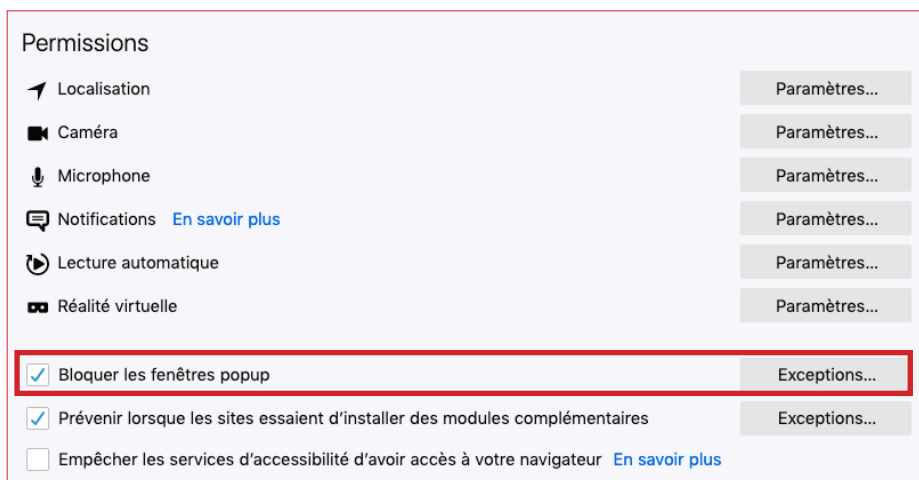 Permissions
Localisation Paramètres...
Caméra Paramètres...
Microphone Paramètres...
Notifications En savoir plus Paramètres...
Lecture automatique Paramètres...
Réalité virtuelle Paramètres...
Bloquer les fenêtres popup Exceptions...
Prévenir lorsque les sites essaient d’installer des modules complémentaires Exceptions...
Empêcher les services d’accessibilité d’avoir accès à votre navigateur En savoir plus